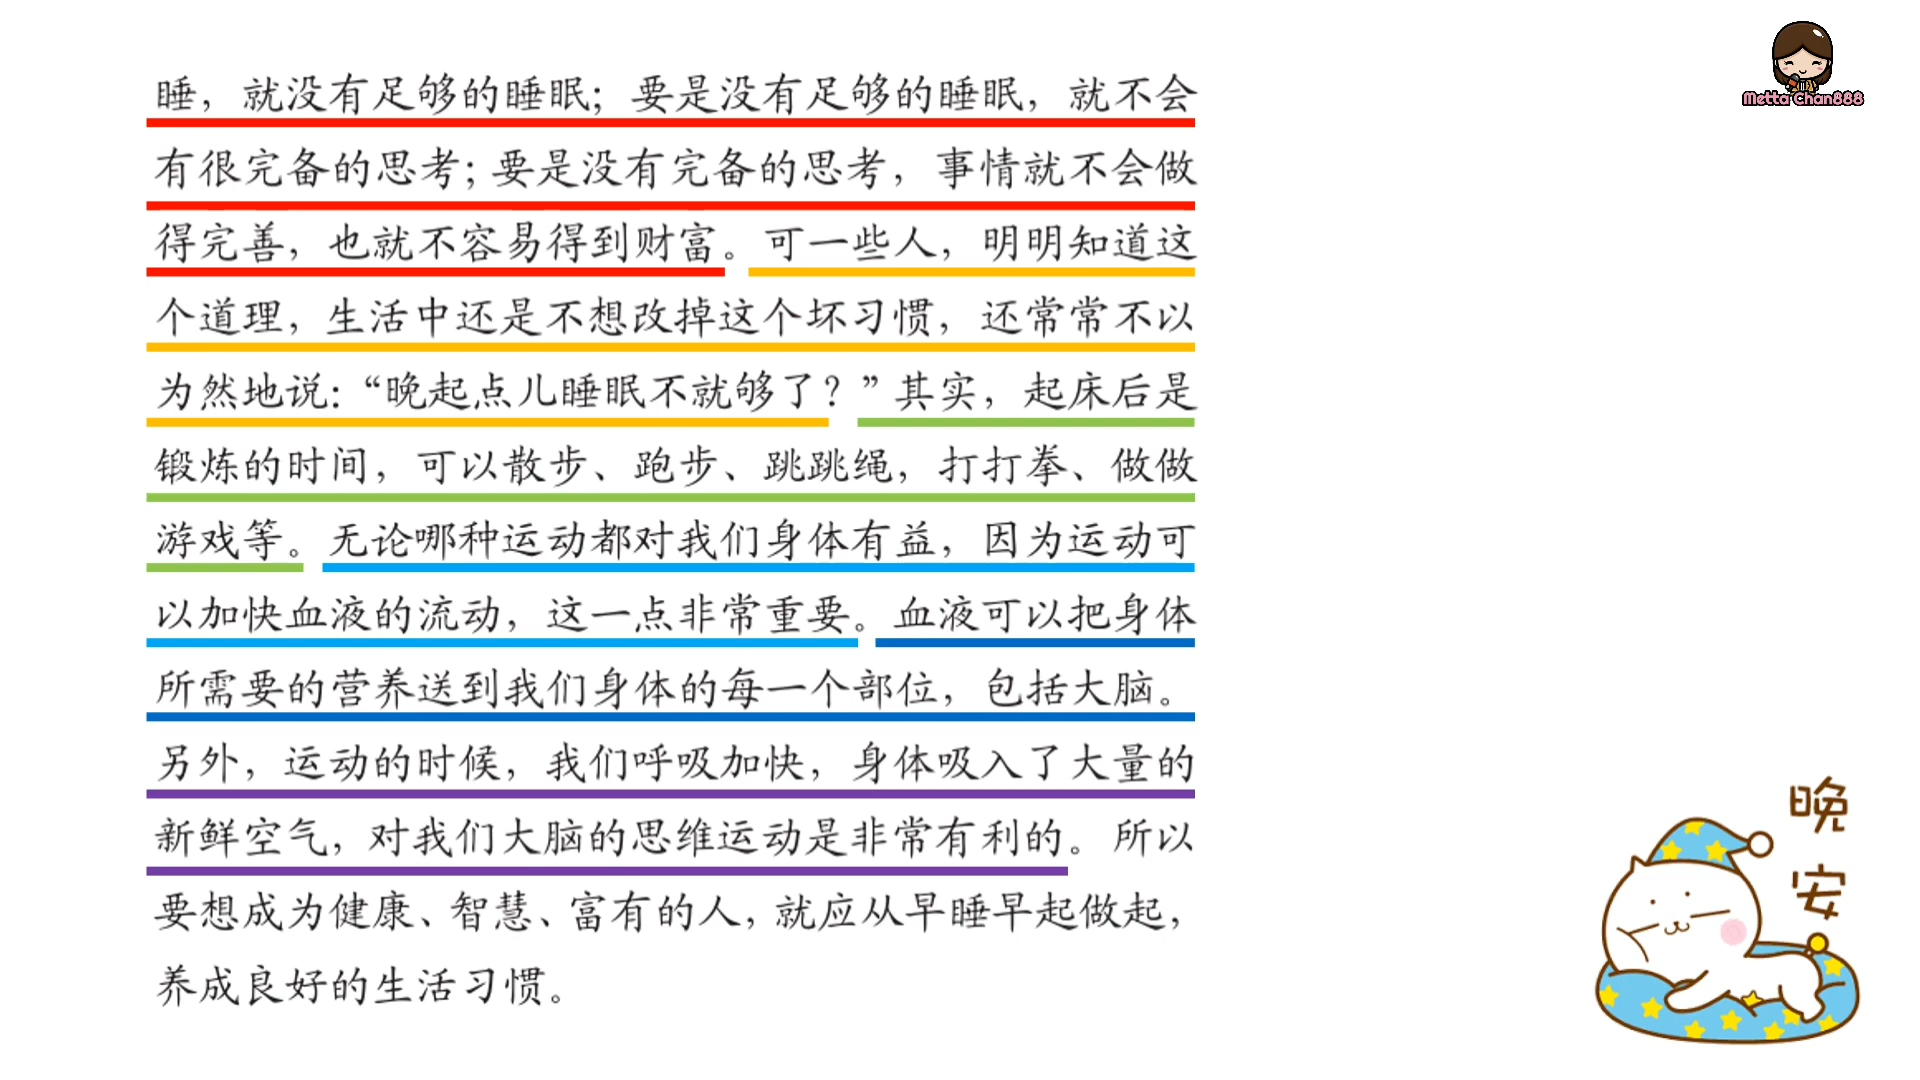 睡，就没有足够的睡眠；要是没有足够的睡眠，就不会
有很完备的思考；要是没有完备的思考，事情就不会做
得完善，也就不容易得到财富。可一些人，明明知道这
个道理，生活中还是不想改掉这个坏习惯，还常常不以
为然地说：“晚起点儿睡眠不就够了？”其实，起床后是
锻炼的时间，可以散步、跑步、跳跳绳，打打拳、做做
游戏等。无论哪种运动都对我们身体有益，因为运动可
以加快血液的流动，这一点非常重要。血液可以把身体
所需要的营养送到我们身体的每一个部位，包括大脑。
另外，运动的时候，我们呼吸加快，身体吸入了大量的
新鲜空气，对我们大脑的思维运动是非常有利的。所以
要想成为健康、智慧、富有的人，就应从早睡早起做起，
养成良好的生活习惯。
Metta Chan888
晚安